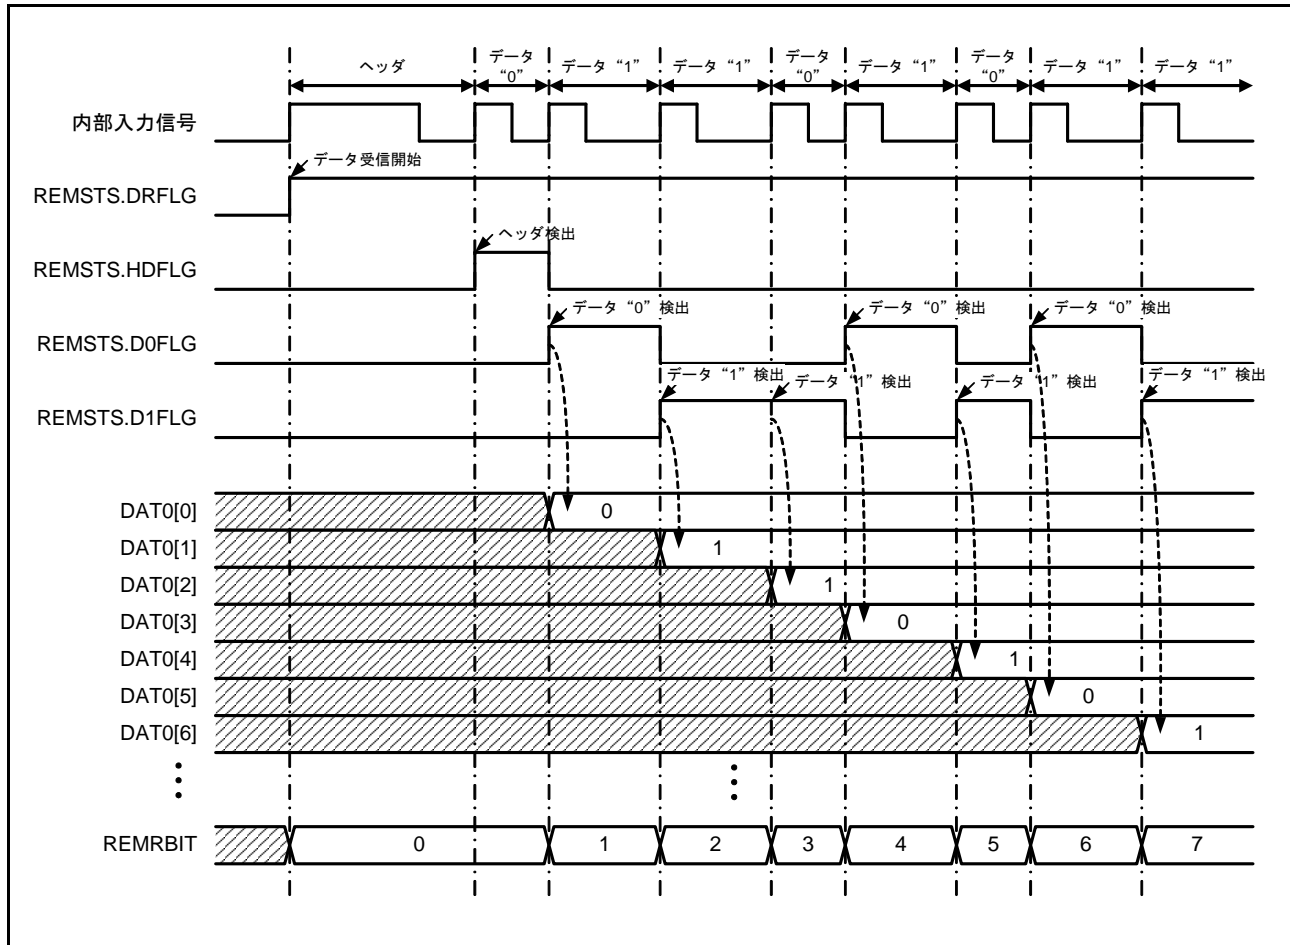 ヘッダ
データ “0”
データ “1”
データ “1”
データ “0”
データ “1”
データ “0”
データ “1”
データ “1”
内部入力信号
データ受信開始
REMSTS.DRFLG
ヘッダ検出
REMSTS.HDFLG
データ “0” 検出
データ “0” 検出
データ “0” 検出
REMSTS.D0FLG
データ “1” 検出
データ “1” 検出
データ “1” 検出
データ “1” 検出
REMSTS.D1FLG
DAT0[0] 0
DAT0[1] 1
DAT0[2] 1
DAT0[3] 0
DAT0[4] 1
DAT0[5] 0
DAT0[6] 1
REMRBIT 0 1 2 3 4 5 6 7